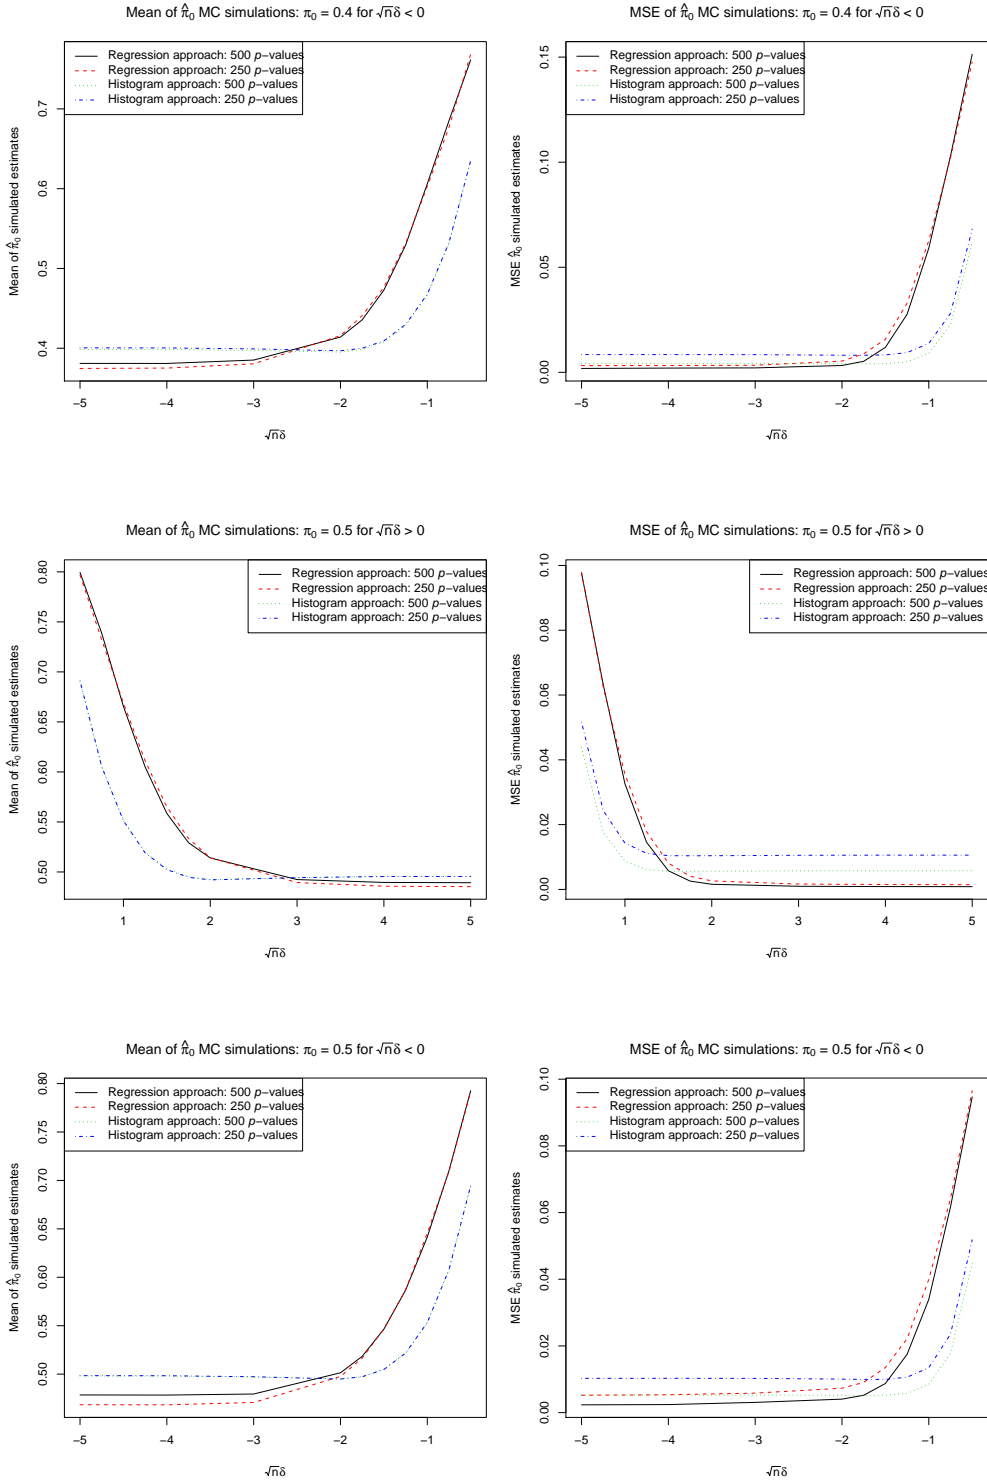 Mean of π̂₀ MC simulations: π₀ = 0.4 for √nδ < 0
Regression approach: 500 p−values
Regression approach: 250 p−values
Histogram approach: 500 p−values
Histogram approach: 250 p−values
Mean of π̂₀ simulated estimates
0.4 0.5 0.6 0.7
−5 −4 −3 −2 −1
√nδ
MSE of π̂₀ MC simulations: π₀ = 0.4 for √nδ < 0
Regression approach: 500 p−values
Regression approach: 250 p−values
Histogram approach: 500 p−values
Histogram approach: 250 p−values
MSE π̂₀ simulated estimates
0.00 0.05 0.10 0.15
−5 −4 −3 −2 −1
√nδ
Mean of π̂₀ MC simulations: π₀ = 0.5 for √nδ > 0
Regression approach: 500 p−values
Regression approach: 250 p−values
Histogram approach: 500 p−values
Histogram approach: 250 p−values
Mean of π̂₀ simulated estimates
0.50 0.55 0.60 0.65 0.70 0.75 0.80
1 2 3 4 5
√nδ
MSE of π̂₀ MC simulations: π₀ = 0.5 for √nδ > 0
Regression approach: 500 p−values
Regression approach: 250 p−values
Histogram approach: 500 p−values
Histogram approach: 250 p−values
MSE π̂₀ simulated estimates
0.00 0.02 0.04 0.06 0.08 0.10
1 2 3 4 5
√nδ
Mean of π̂₀ MC simulations: π₀ = 0.5 for √nδ < 0
Regression approach: 500 p−values
Regression approach: 250 p−values
Histogram approach: 500 p−values
Histogram approach: 250 p−values
Mean of π̂₀ simulated estimates
0.50 0.55 0.60 0.65 0.70 0.75 0.80
−5 −4 −3 −2 −1
√nδ
MSE of π̂₀ MC simulations: π₀ = 0.5 for √nδ < 0
Regression approach: 500 p−values
Regression approach: 250 p−values
Histogram approach: 500 p−values
Histogram approach: 250 p−values
MSE π̂₀ simulated estimates
0.00 0.02 0.04 0.06 0.08 0.10
−5 −4 −3 −2 −1
√nδ